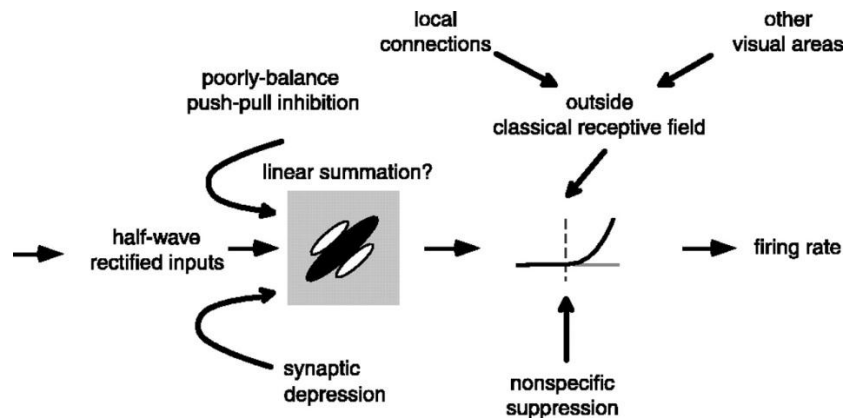 local
connections
other
visual areas
poorly-balance
push-pull inhibition
outside
classical receptive field
linear summation?
half-wave
rectified inputs
firing rate
synaptic
depression
nonspecific
suppression